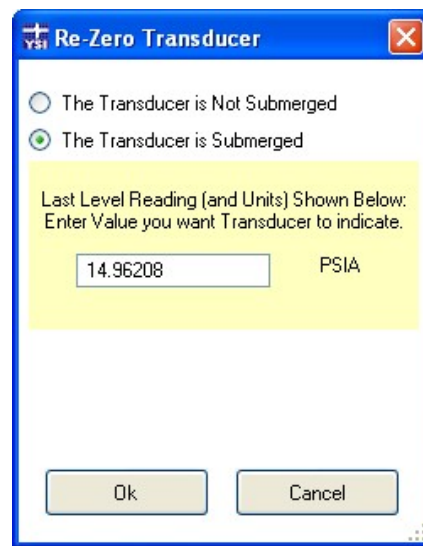 YSI Re-Zero Transducer
The Transducer is Not Submerged
The Transducer is Submerged
Last Level Reading (and Units) Shown Below:
Enter Value you want Transducer to indicate.
14.96208 PSIA
Ok Cancel